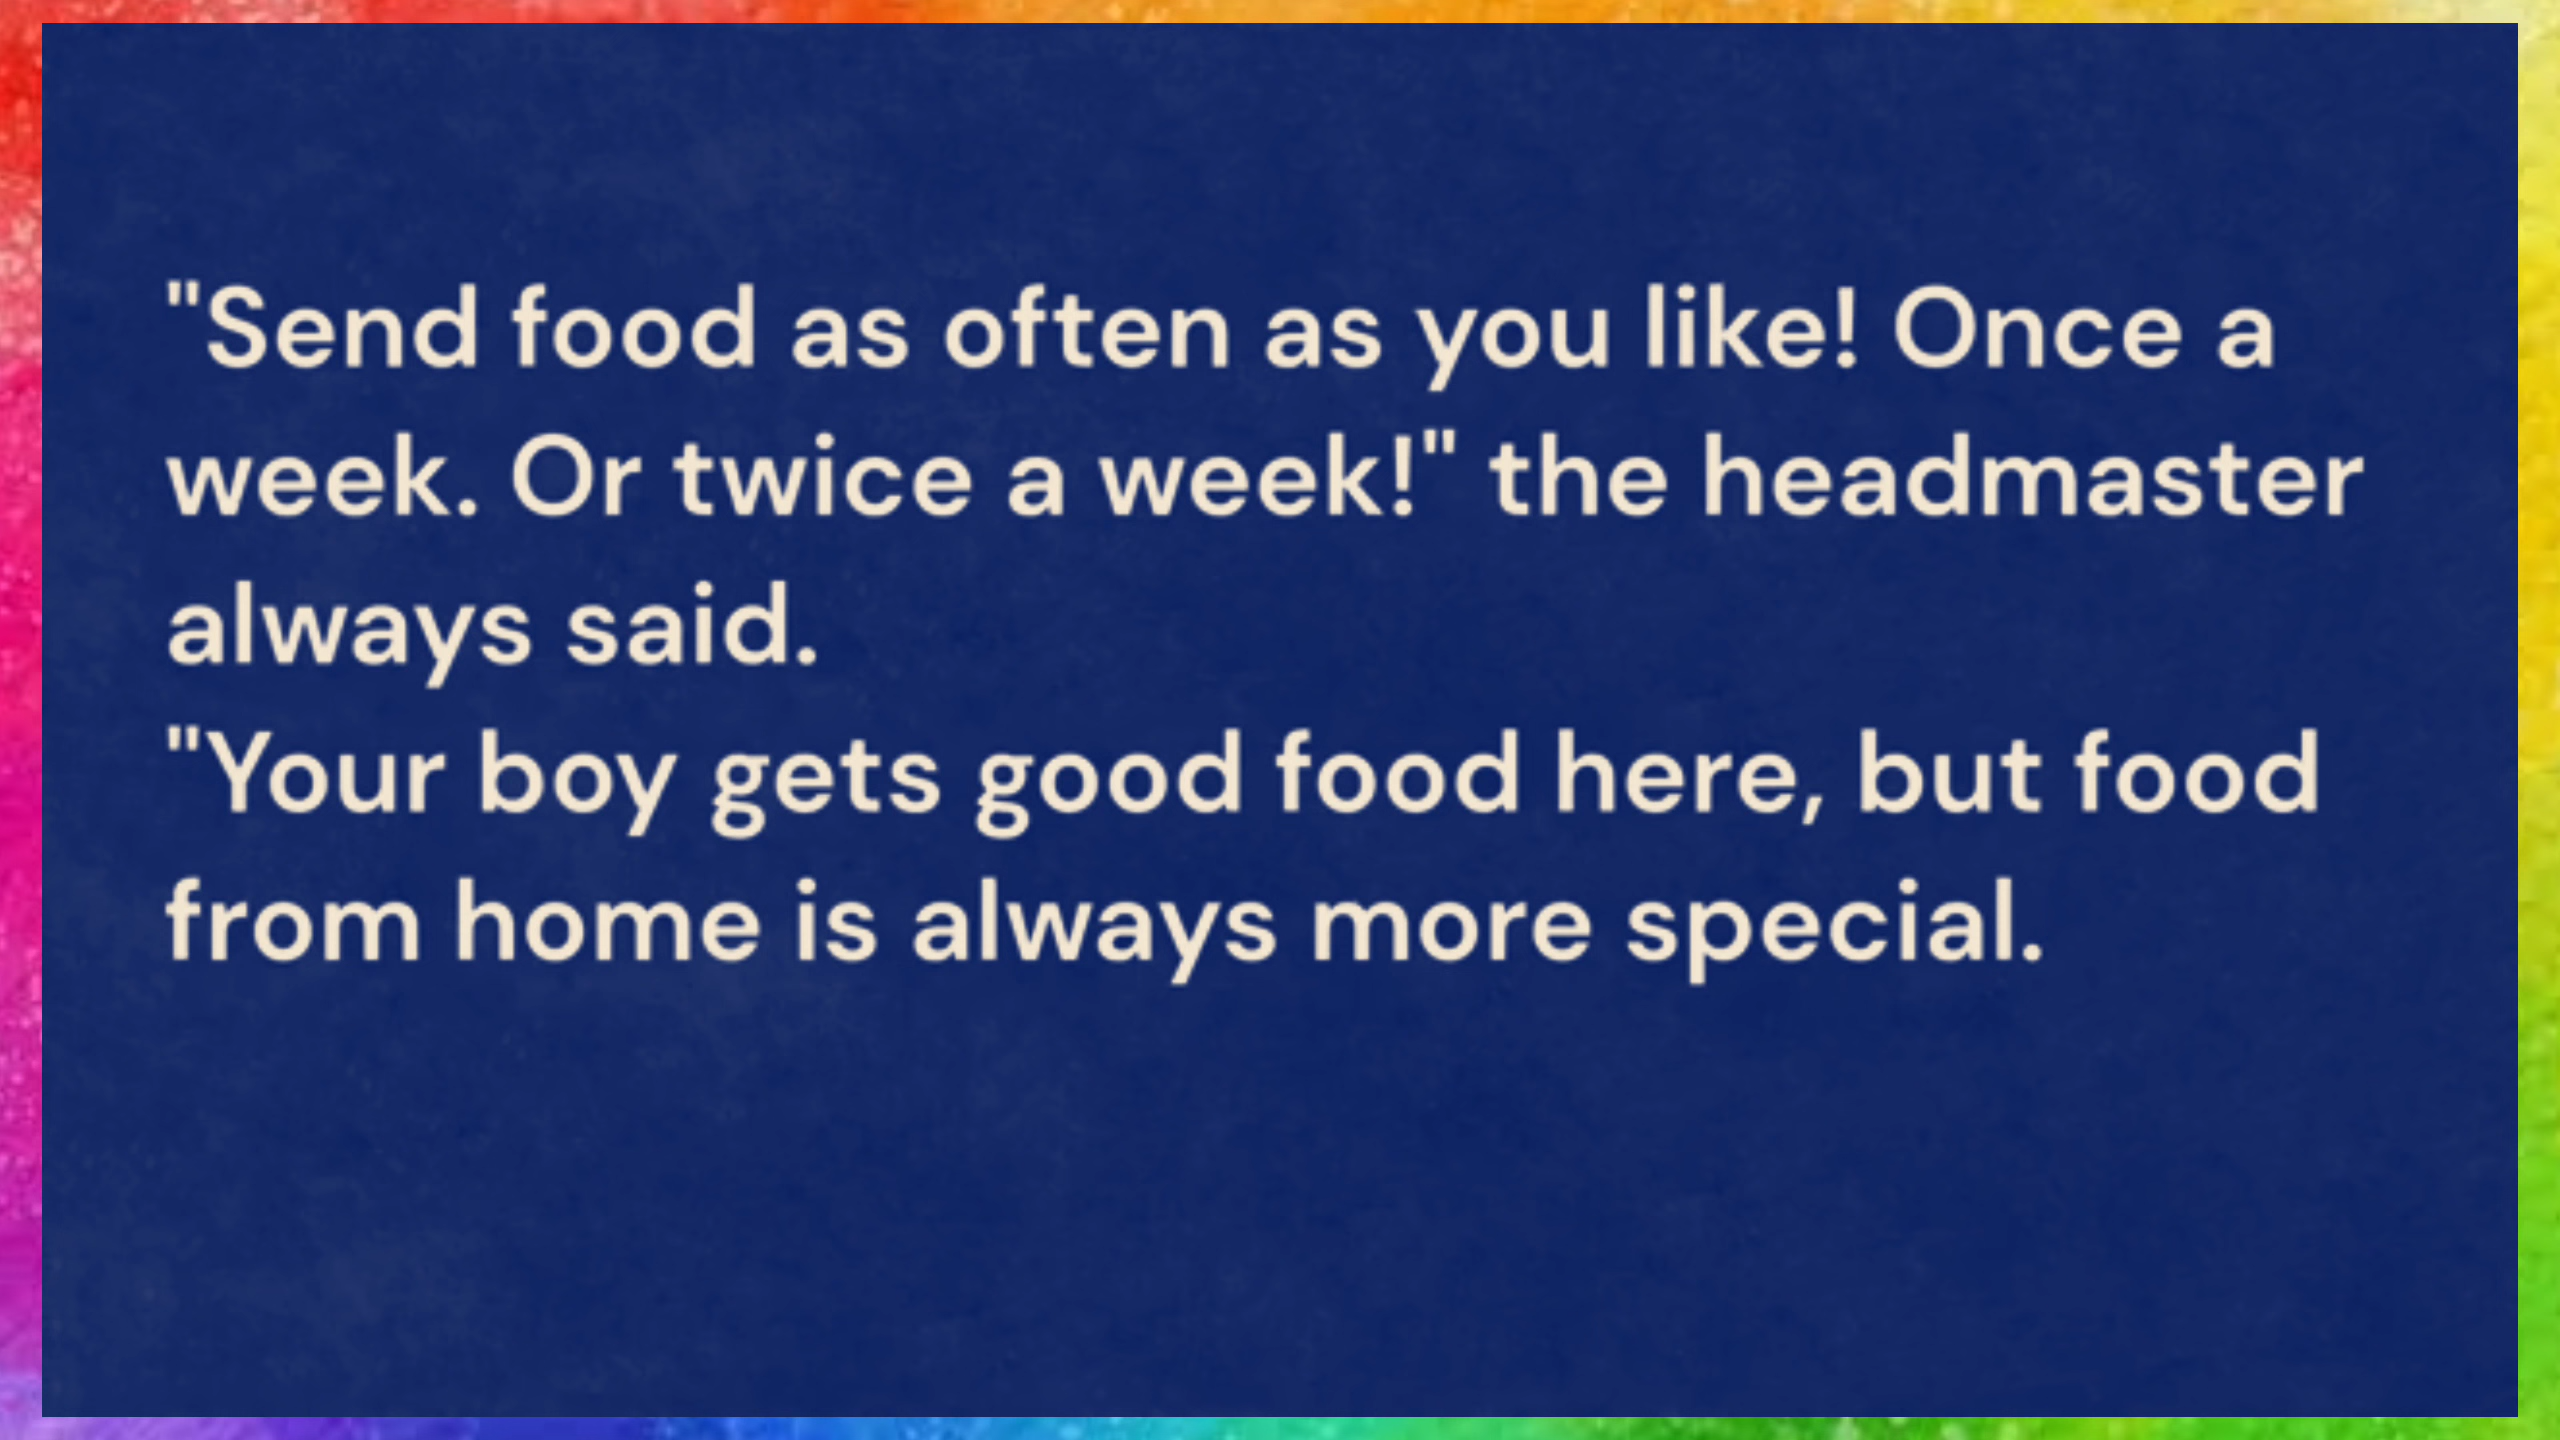 "Send food as often as you like! Once a
week. Or twice a week!" the headmaster
always said.
"Your boy gets good food here, but food
from home is always more special.